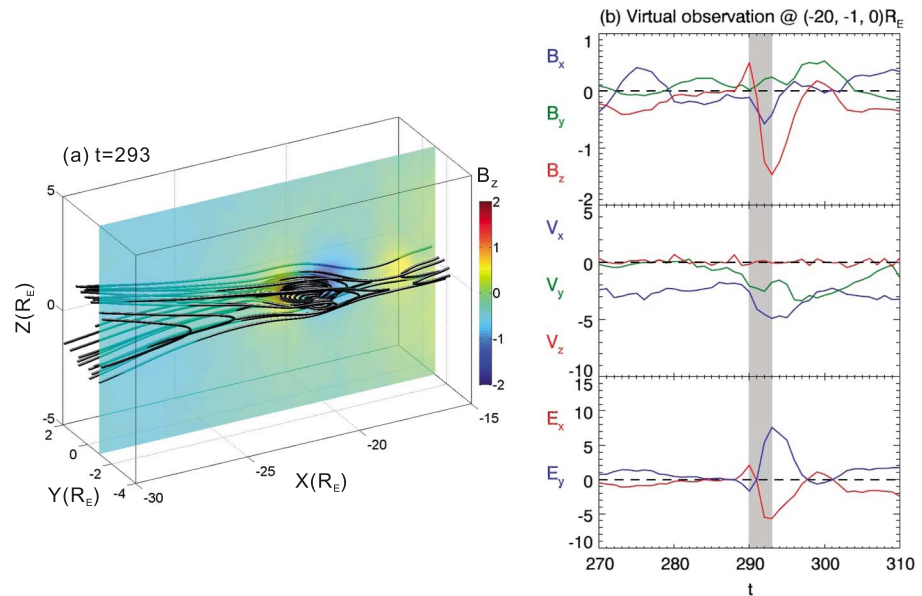 (a) t=293
B_z
2
1
0
-1
-2
5
0
-5
Z(R_E)
2
0
-2
-4
Y(R_E)
-30
-25
-20
-15
X(R_E)
(b) Virtual observation @ (-20, -1, 0)R_E
B_x
B_y
B_z
1
0
-1
-2
V_x
V_y
V_z
5
0
-5
-10
E_x
E_y
15
10
5
0
-5
-10
270 280 290 300 310
t